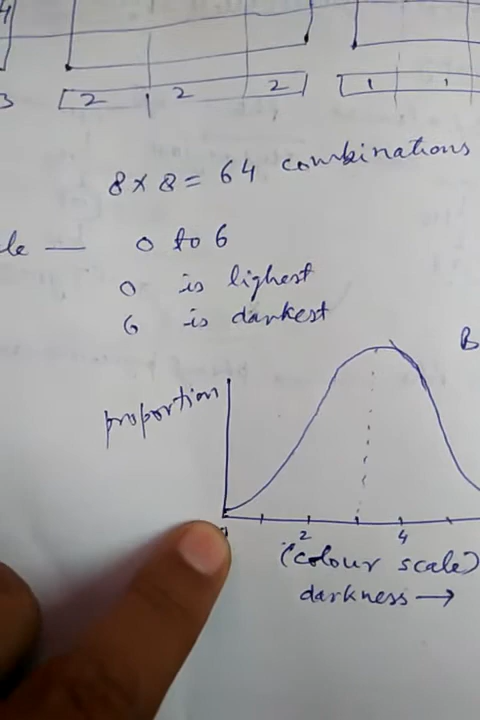 3
2 2 2 1 1
8 x 8 = 64 combinations
le — 0 to 6
0 is lighest
6 is darkest
B
proportion
2 4
(colour scale)
darkness →